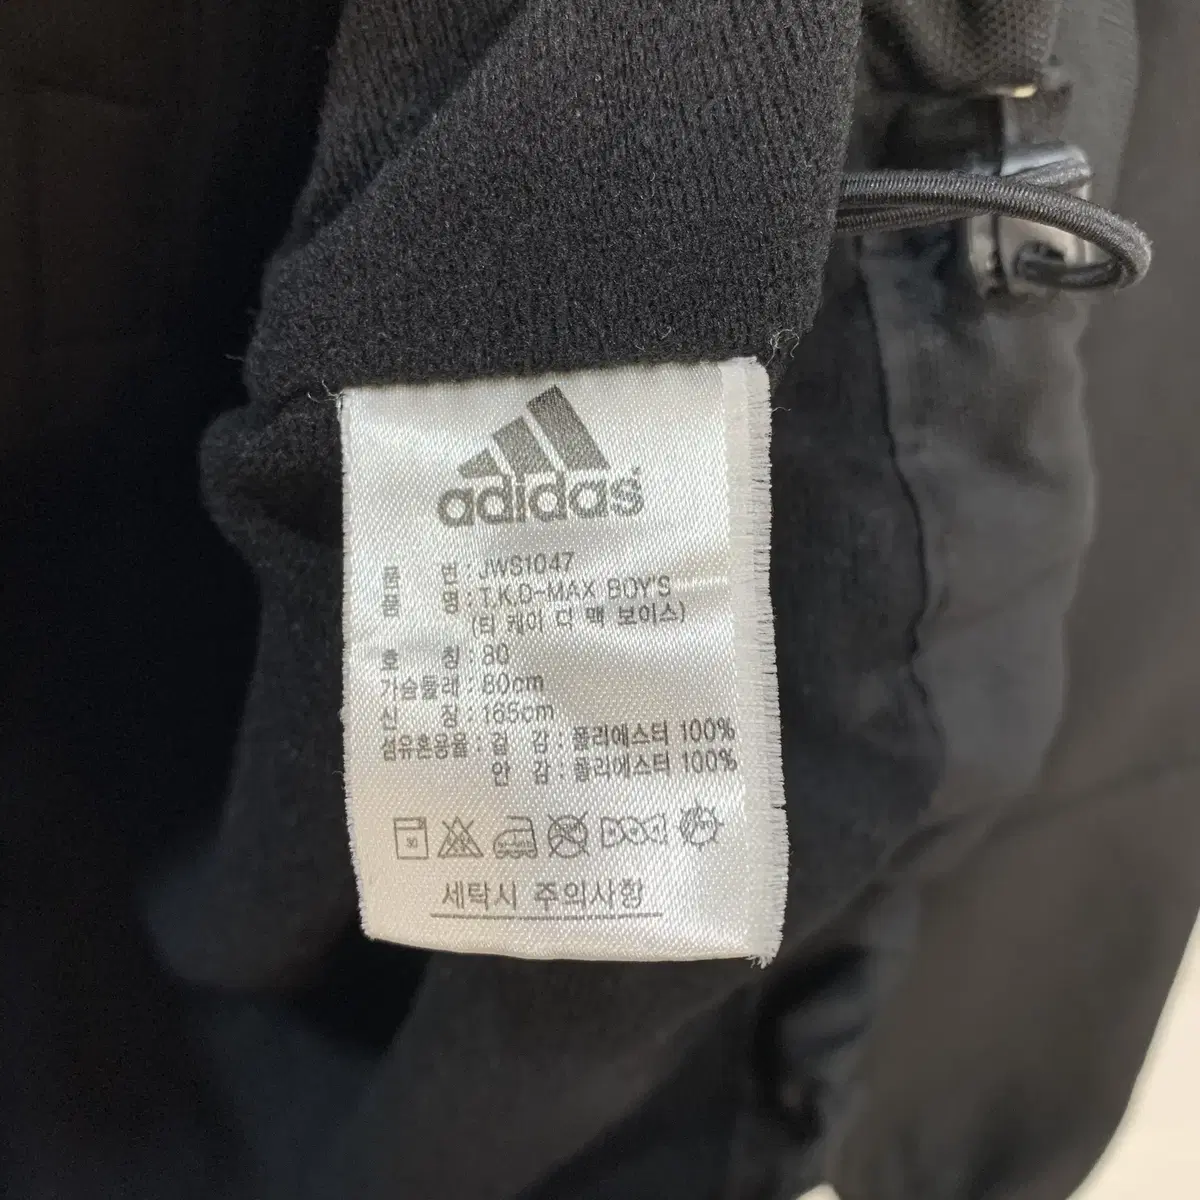 adidas
로 번 : JWS1047
품 명 : T.K.D-MAX BOY'S
(티 케이 디 맥 보이스)
호 칭 : 80
가슴둘레 : 80cm
신 장 : 165cm
섬유혼용율 : 겉 감 : 폴리에스터 100%
안 감 : 폴리에스터 100%
세탁시 주의사항